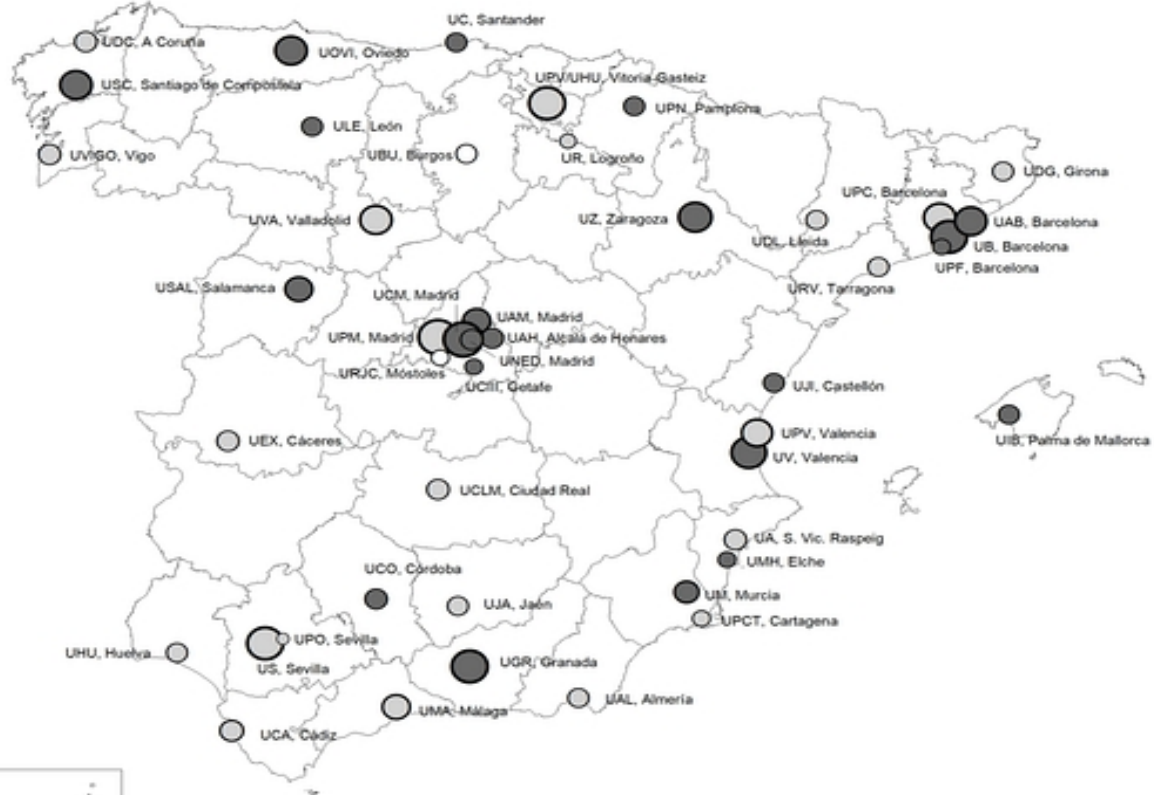 UC, Santander
UDC, A Coruña
UOVI, Oviedo
UPV/UHU, Vitoria-Gasteiz
USC, Santiago de Compostela
UPN, Pamplona
ULE, León
UVIGO, Vigo
UBU, Burgos
UR, Logroño
UDG, Girona
UPC, Barcelona
UVA, Valladolid
UZ, Zaragoza
UAB, Barcelona
UDL, Lleida
UB, Barcelona
UPF, Barcelona
USAL, Salamanca
URV, Tarragona
UCM, Madrid
UAM, Madrid
UPM, Madrid
UAH, Alcalá de Henares
UNED, Madrid
URJC, Móstoles
UCIII, Getafe
UJI, Castellón
UIB, Palma de Mallorca
UPV, Valencia
UEX, Cáceres
UV, Valencia
UCLM, Ciudad Real
UA, S. Vic. Raspeig
UMH, Elche
UCO, Córdoba
UM, Murcia
UJA, Jaén
UPCT, Cartagena
UPO, Sevilla
UHU, Huelva
US, Sevilla
UGR, Granada
UAL, Almería
UMA, Málaga
UCA, Cádiz